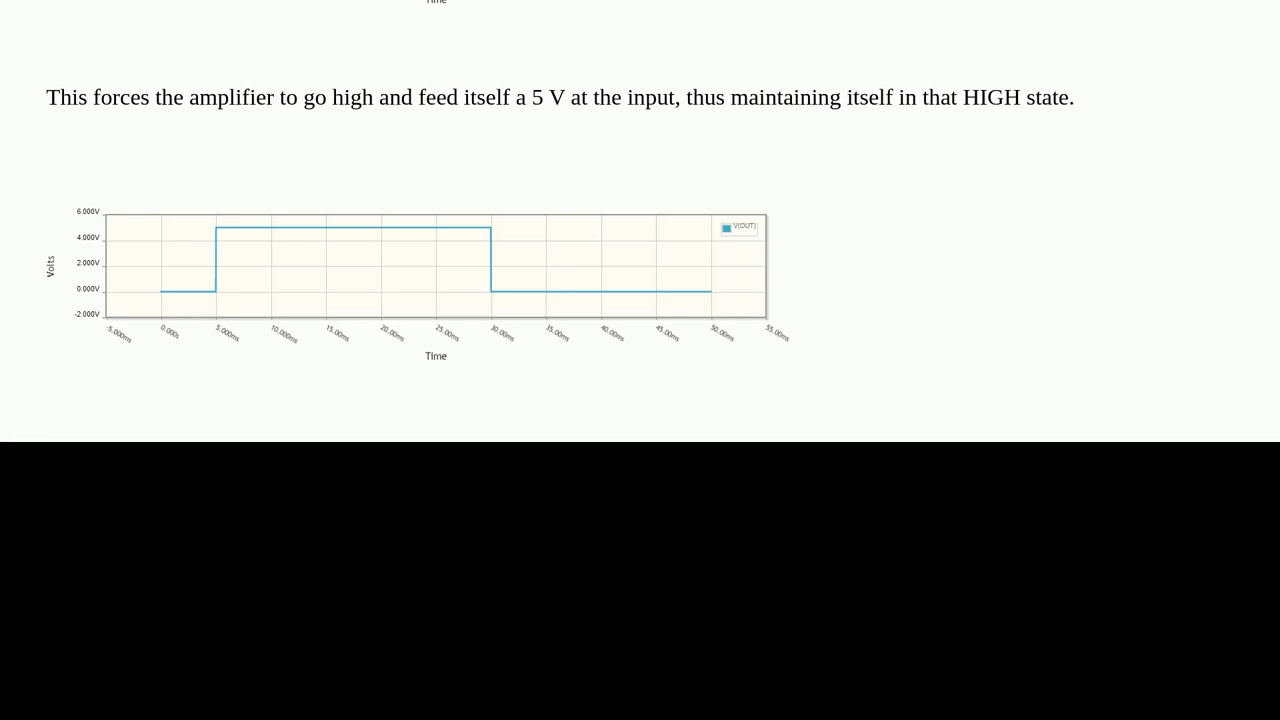 Time
This forces the amplifier to go high and feed itself a 5 V at the input, thus maintaining itself in that HIGH state.
6.000V
4.000V
2.000V
0.000V
-2.000V
Volts
V(OUT)
-5.000ms 0.000s 5.000ms 10.000ms 15.00ms 20.00ms 25.00ms 30.00ms 35.00ms 40.00ms 45.00ms 50.00ms 55.00ms
Time